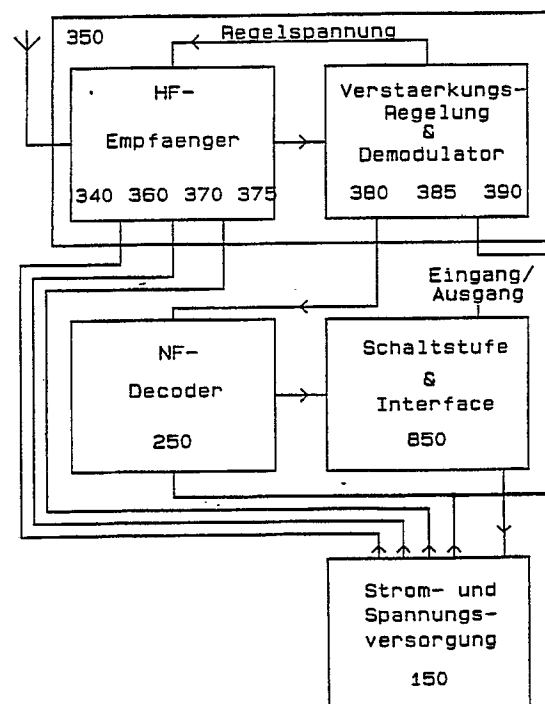 350
Regelspannung
HF-
Empfaenger
340 360 370 375
Verstaerkungs-
Regelung
&
Demodulator
380 385 390
Eingang/
Ausgang
NF-
Decoder
250
Schaltstufe
&
Interface
850
Strom- und
Spannungs-
versorgung
150